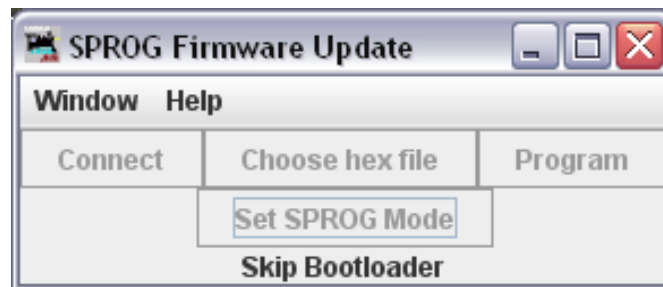 SPROG Firmware Update
Window Help
Connect Choose hex file Program
Set SPROG Mode
Skip Bootloader